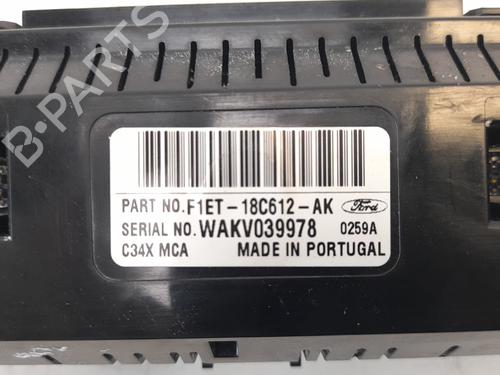 B-PARTS
PART NO. F1ET-18C612-AK Ford
SERIAL NO. WAKV039978 0259A
C34X MCA MADE IN PORTUGAL